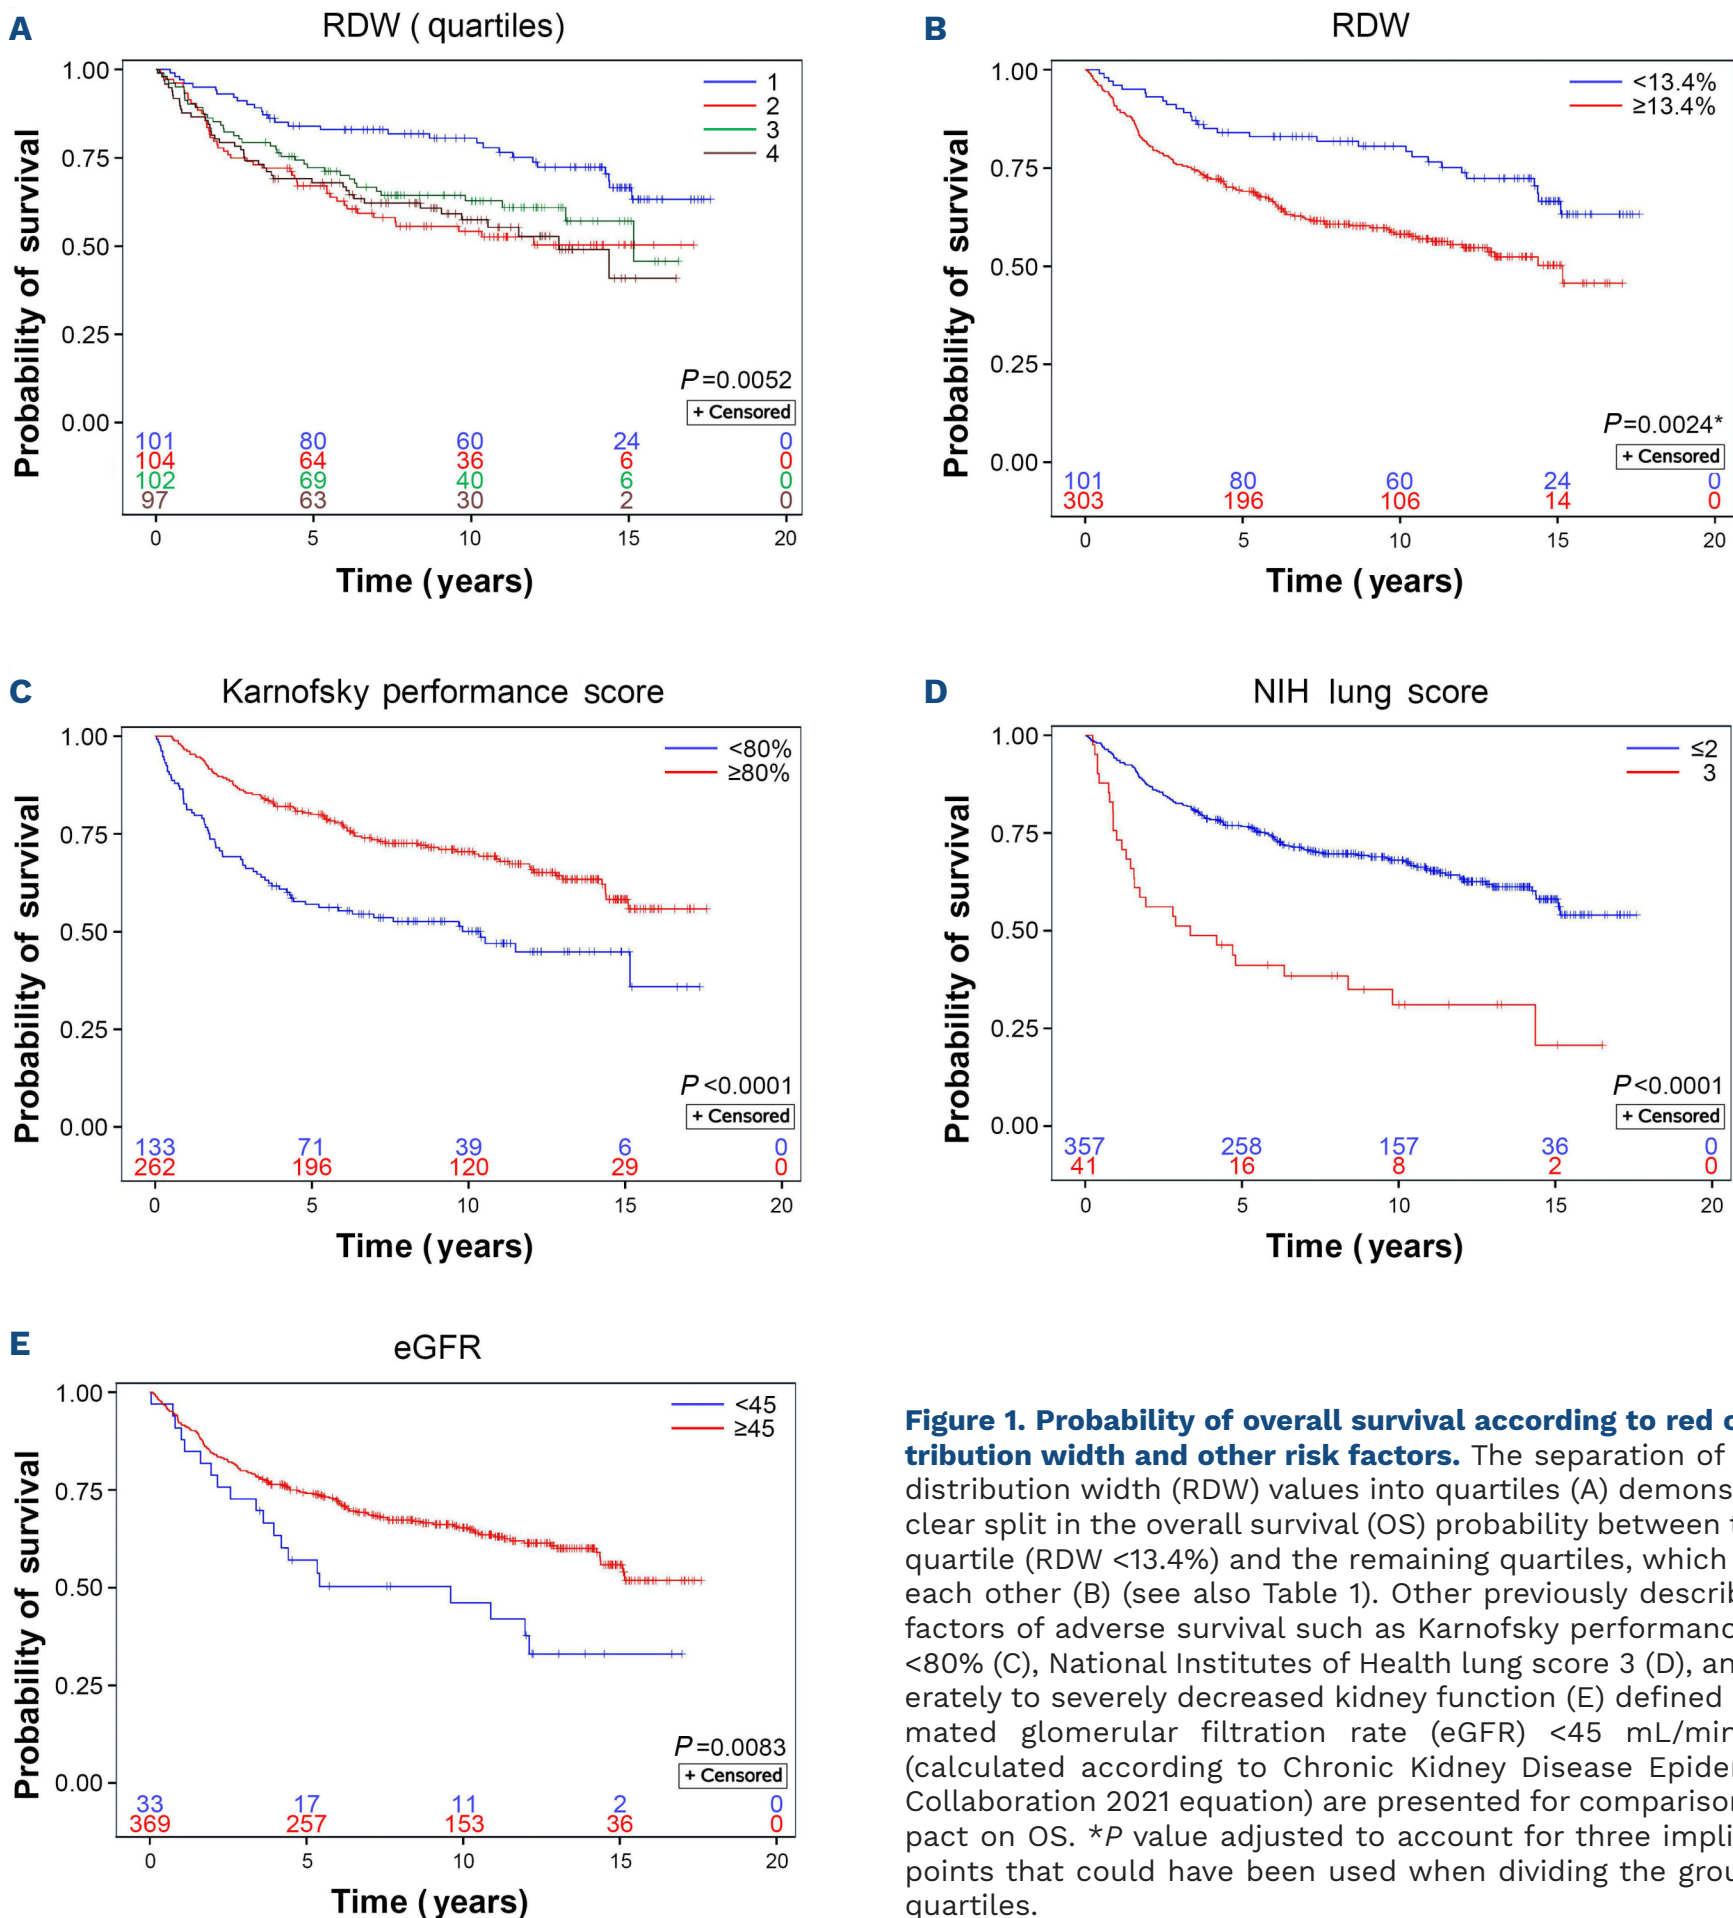 A
RDW (quartiles)
Probability of survival
1.00
0.75
0.50
0.25
0.00
1
2
3
4
P=0.0052
+ Censored
101 80 60 24 0
104 64 36 6 0
102 69 40 6 0
97 63 30 2 0
0 5 10 15 20
Time (years)
B
RDW
Probability of survival
1.00
0.75
0.50
0.25
0.00
<13.4%
≥13.4%
P=0.0024*
+ Censored
101 80 60 24 0
303 196 106 14 0
0 5 10 15 20
Time (years)
C
Karnofsky performance score
Probability of survival
1.00
0.75
0.50
0.25
0.00
<80%
≥80%
P<0.0001
+ Censored
133 71 39 6 0
262 196 120 29 0
0 5 10 15 20
Time (years)
D
NIH lung score
Probability of survival
1.00
0.75
0.50
0.25
0.00
≤2
3
P<0.0001
+ Censored
357 258 157 36 0
41 16 8 2 0
0 5 10 15 20
Time (years)
E
eGFR
Probability of survival
1.00
0.75
0.50
0.25
0.00
<45
≥45
P=0.0083
+ Censored
33 17 11 2 0
369 257 153 36 0
0 5 10 15 20
Time (years)
Figure 1. Probability of overall survival according to red c
tribution width and other risk factors. The separation of
distribution width (RDW) values into quartiles (A) demons
clear split in the overall survival (OS) probability between t
quartile (RDW <13.4%) and the remaining quartiles, which
each other (B) (see also Table 1). Other previously describ
factors of adverse survival such as Karnofsky performanc
<80% (C), National Institutes of Health lung score 3 (D), an
erately to severely decreased kidney function (E) defined
mated glomerular filtration rate (eGFR) <45 mL/min
(calculated according to Chronic Kidney Disease Epider
Collaboration 2021 equation) are presented for comparison
pact on OS. *P value adjusted to account for three impli
points that could have been used when dividing the grou
quartiles.